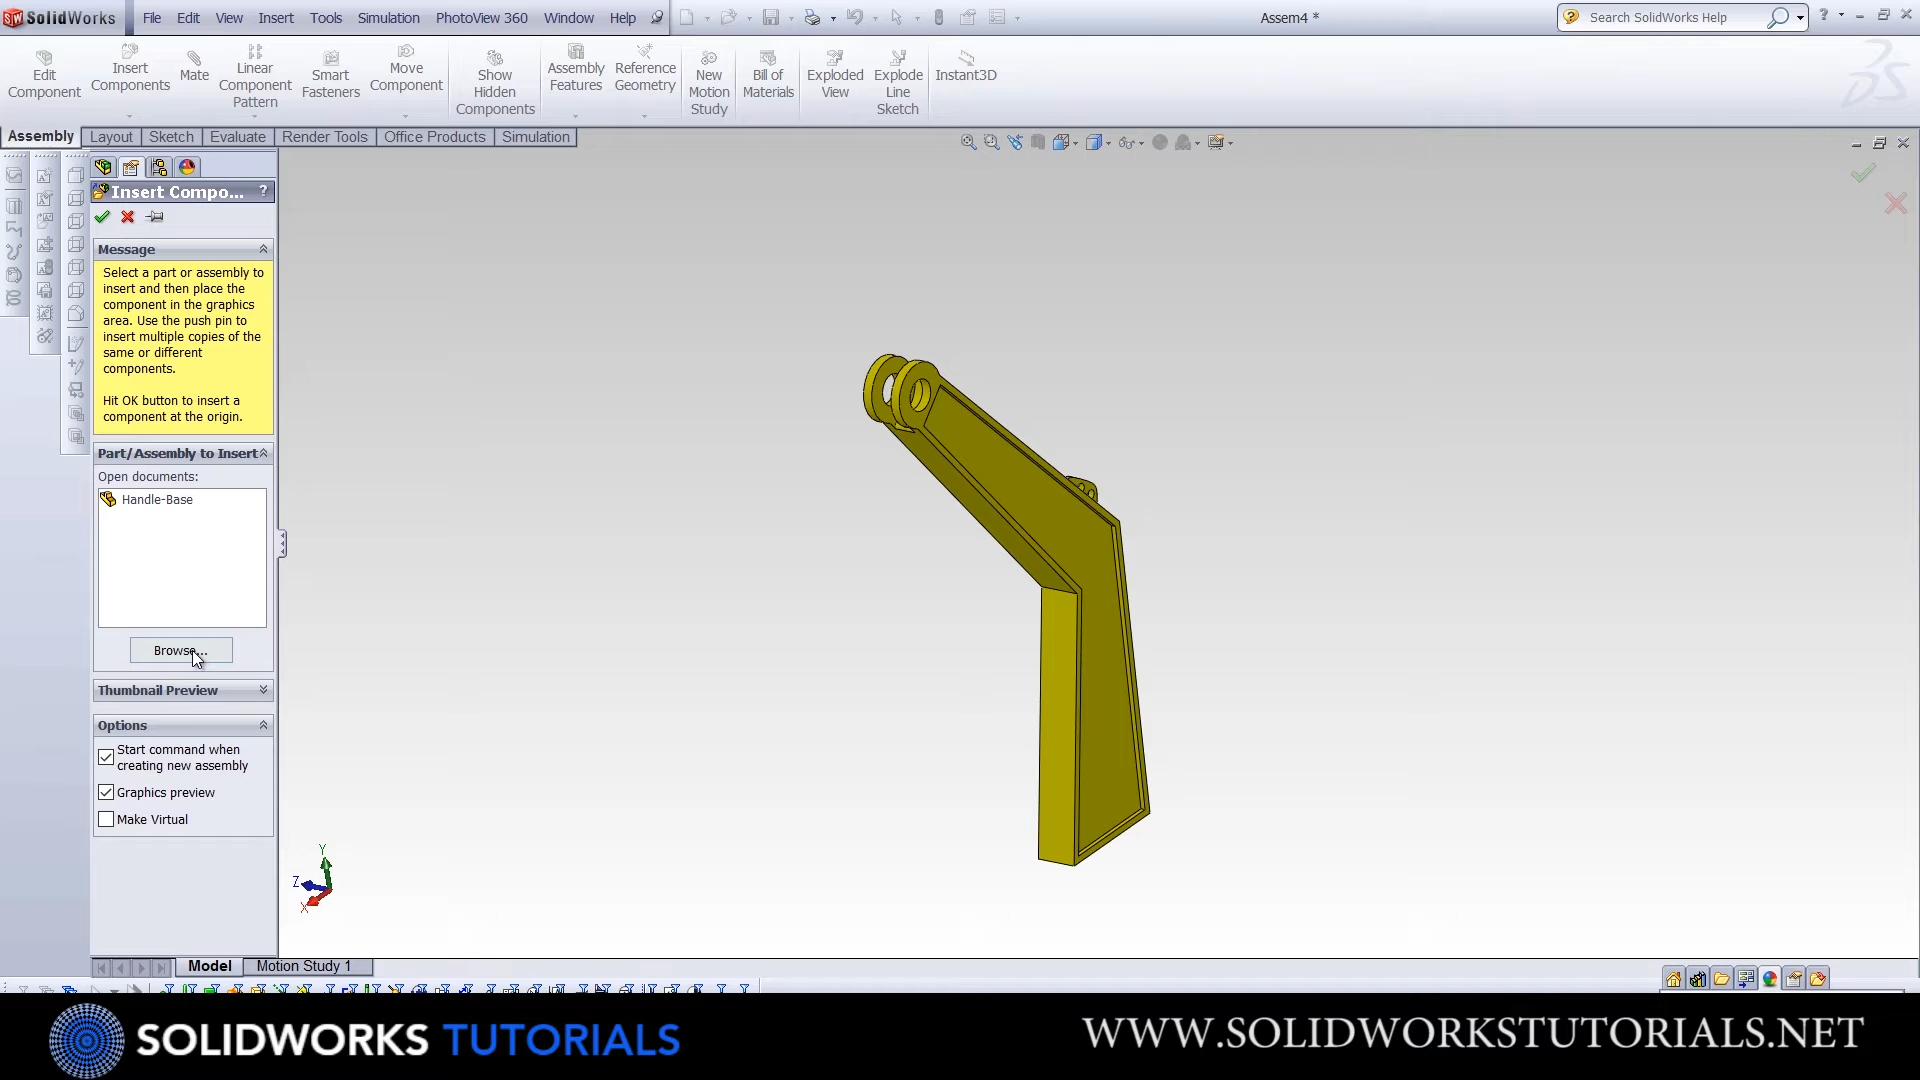 SolidWorks File Edit View Insert Tools Simulation PhotoView 360 Window Help Assem4 * Search SolidWorks Help ?
Edit Component
Insert Components
Mate
Linear Component Pattern
Smart Fasteners
Move Component
Show Hidden Components
Assembly Features
Reference Geometry
New Motion Study
Bill of Materials
Exploded View
Explode Line Sketch
Instant3D
Assembly Layout Sketch Evaluate Render Tools Office Products Simulation
Insert Compo... ?
Message
Select a part or assembly to
insert and then place the
component in the graphics
area. Use the push pin to
insert multiple copies of the
same or different
components.
Hit OK button to insert a
component at the origin.
Part/Assembly to Insert
Open documents:
Handle-Base
Browse...
Thumbnail Preview
Options
Start command when
creating new assembly
Graphics preview
Make Virtual
Y
Z
X
Model Motion Study 1
SOLIDWORKS TUTORIALS
WWW.SOLIDWORKSTUTORIALS.NET